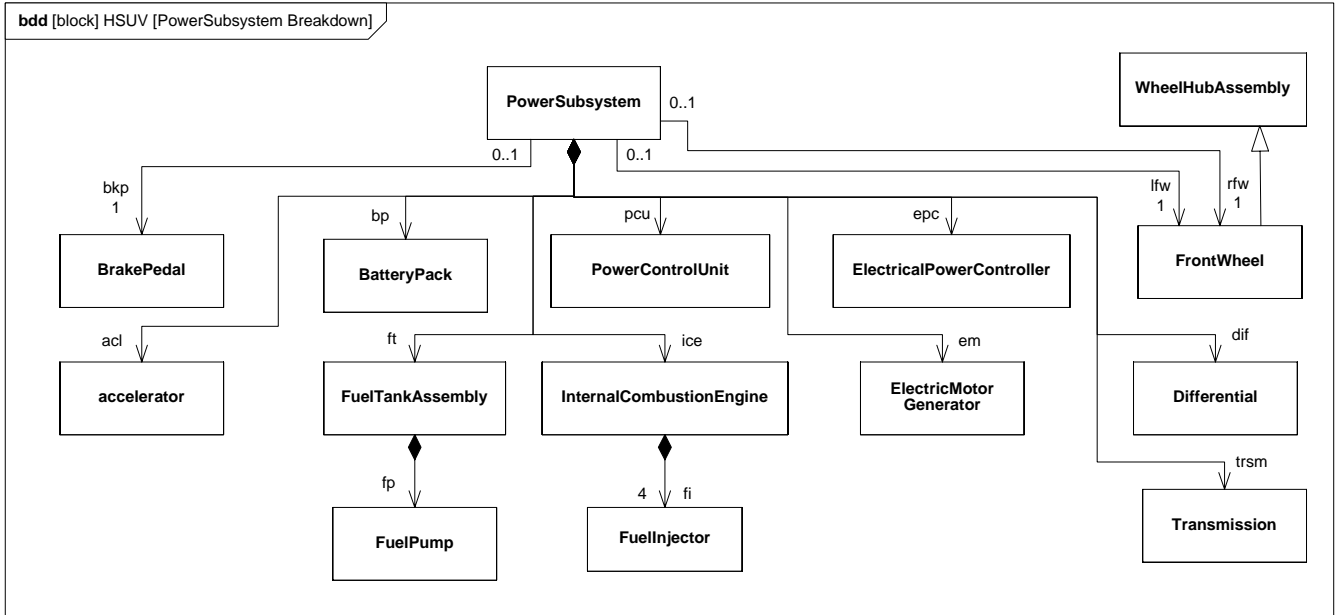 bdd [block] HSUV [PowerSubsystem Breakdown]
PowerSubsystem
0..1
WheelHubAssembly
0..1
0..1
bkp
1
lfw
1
rfw
1
bp
pcu
epc
BrakePedal
BatteryPack
PowerControlUnit
ElectricalPowerController
FrontWheel
acl
ft
ice
em
dif
accelerator
FuelTankAssembly
InternalCombustionEngine
ElectricMotor
Generator
Differential
fp
4
fi
trsm
FuelPump
FuelInjector
Transmission